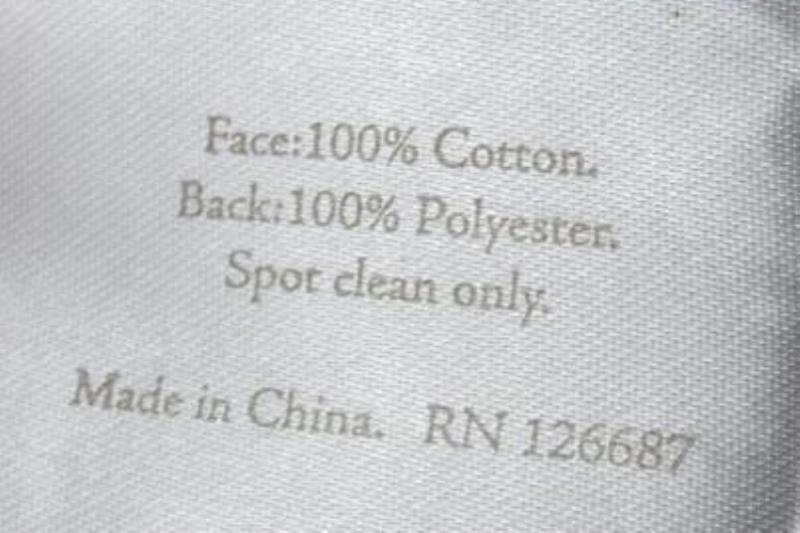 Face:100% Cotton.
Back:100% Polyester.
Spot clean only.
Made in China. RN 126687